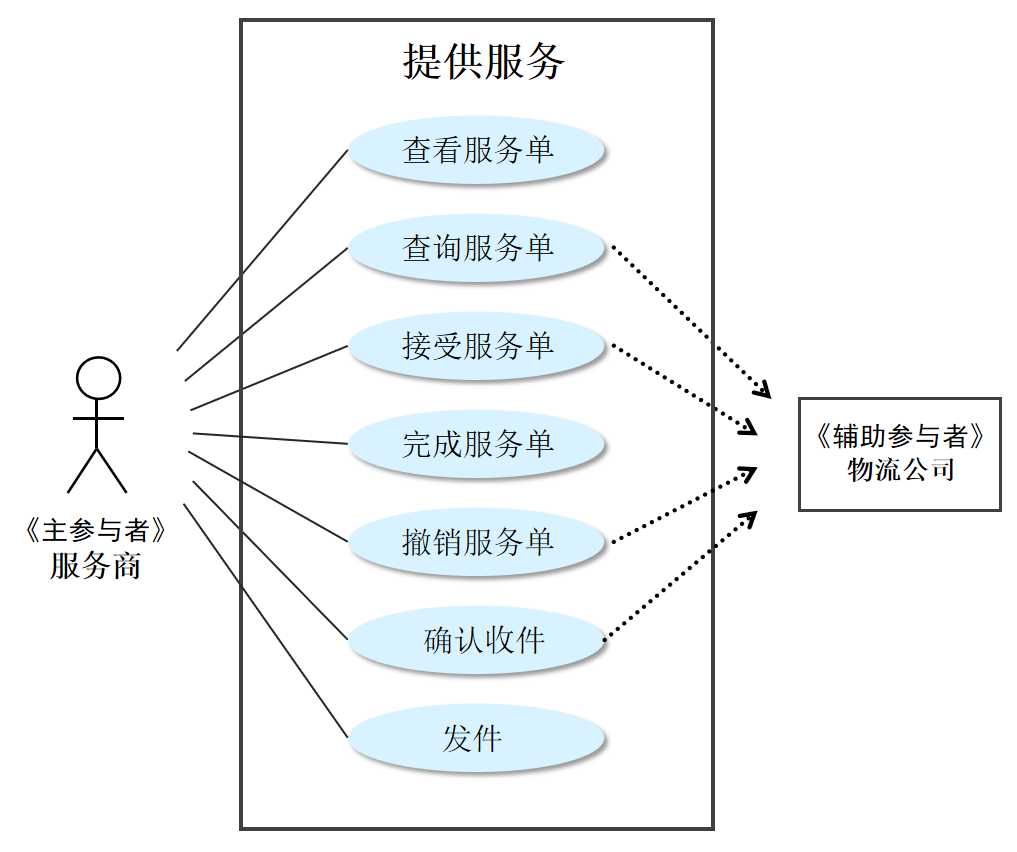 提供服务
查看服务单
查询服务单
接受服务单
完成服务单
撤销服务单
确认收件
发件
《主参与者》
服务商
《辅助参与者》
物流公司